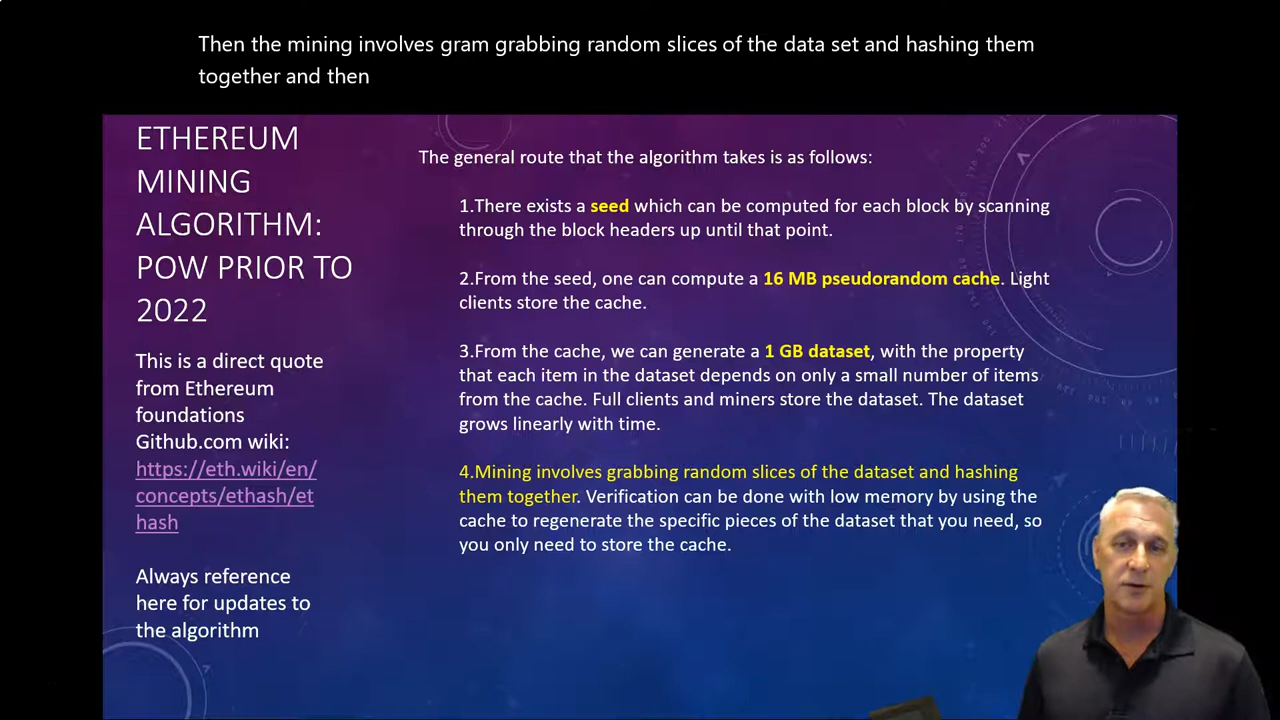 Then the mining involves gram grabbing random slices of the data set and hashing them
together and then
ETHEREUM
MINING
ALGORITHM:
POW PRIOR TO
2022
This is a direct quote
from Ethereum
foundations
Github.com wiki:
https://eth.wiki/en/
concepts/ethash/et
hash
Always reference
here for updates to
the algorithm
The general route that the algorithm takes is as follows:
1.There exists a seed which can be computed for each block by scanning
through the block headers up until that point.
2.From the seed, one can compute a 16 MB pseudorandom cache. Light
clients store the cache.
3.From the cache, we can generate a 1 GB dataset, with the property
that each item in the dataset depends on only a small number of items
from the cache. Full clients and miners store the dataset. The dataset
grows linearly with time.
4.Mining involves grabbing random slices of the dataset and hashing
them together. Verification can be done with low memory by using the
cache to regenerate the specific pieces of the dataset that you need, so
you only need to store the cache.